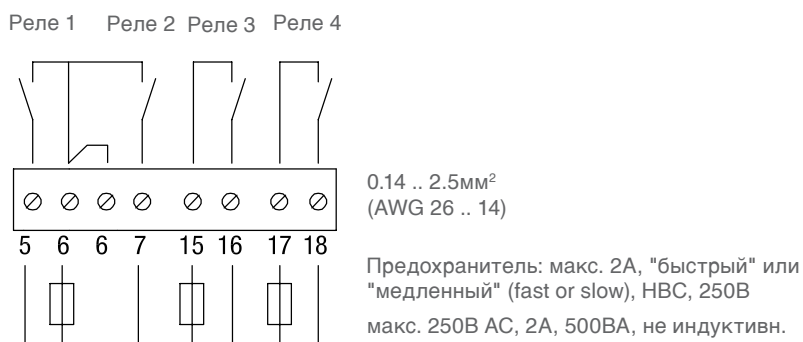 Реле 1 Реле 2 Реле 3 Реле 4
0.14 .. 2.5мм²
(AWG 26 .. 14)
5 6 6 7 15 16 17 18
Предохранитель: макс. 2А, "быстрый" или
"медленный" (fast or slow), HBC, 250В
макс. 250В AC, 2А, 500ВА, не индуктивн.